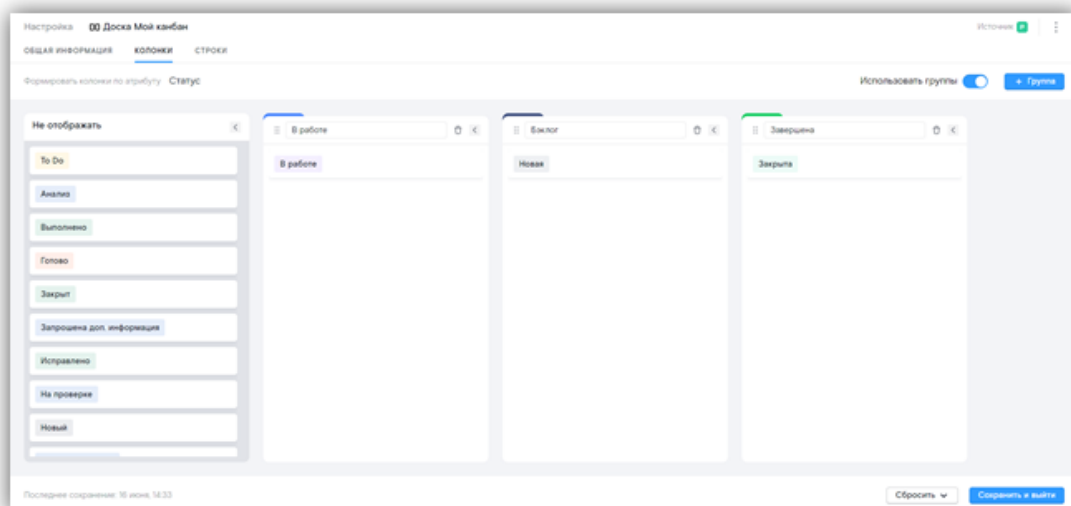 Настройка Доска Мой канбан Источник P
ОБЩАЯ ИНФОРМАЦИЯ КОЛОНКИ СТРОКИ
Формировать колонки по атрибуту Статус Использовать группы + Группа
Не отображать
To Do
Анализ
Выполнено
Готово
Закрыт
Запрошена доп. информация
Исправлено
На проверке
Новый
В работе
В работе
Бэклог
Новая
Завершена
Закрыта
Последнее сохранение: 16 июня, 14:33 Сбросить Сохранить и выйти